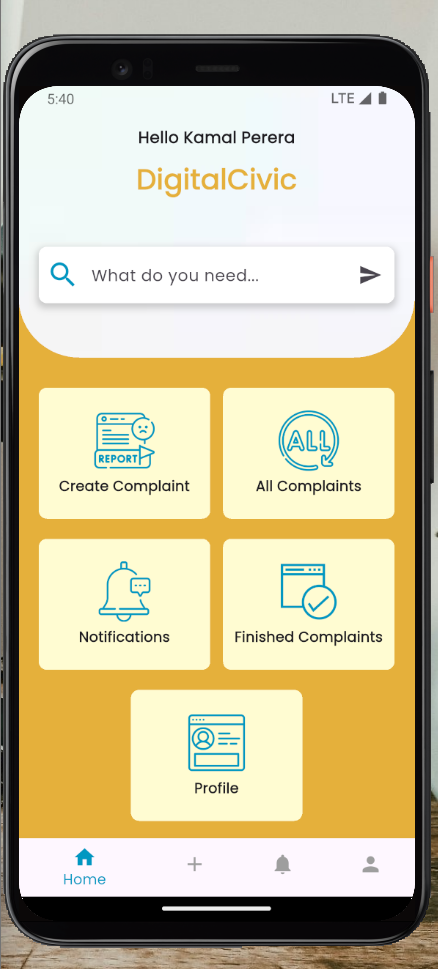 5:40 LTE
Hello Kamal Perera
DigitalCivic
What do you need...
REPORT
ALL
Create Complaint
All Complaints
Notifications
Finished Complaints
Profile
Home